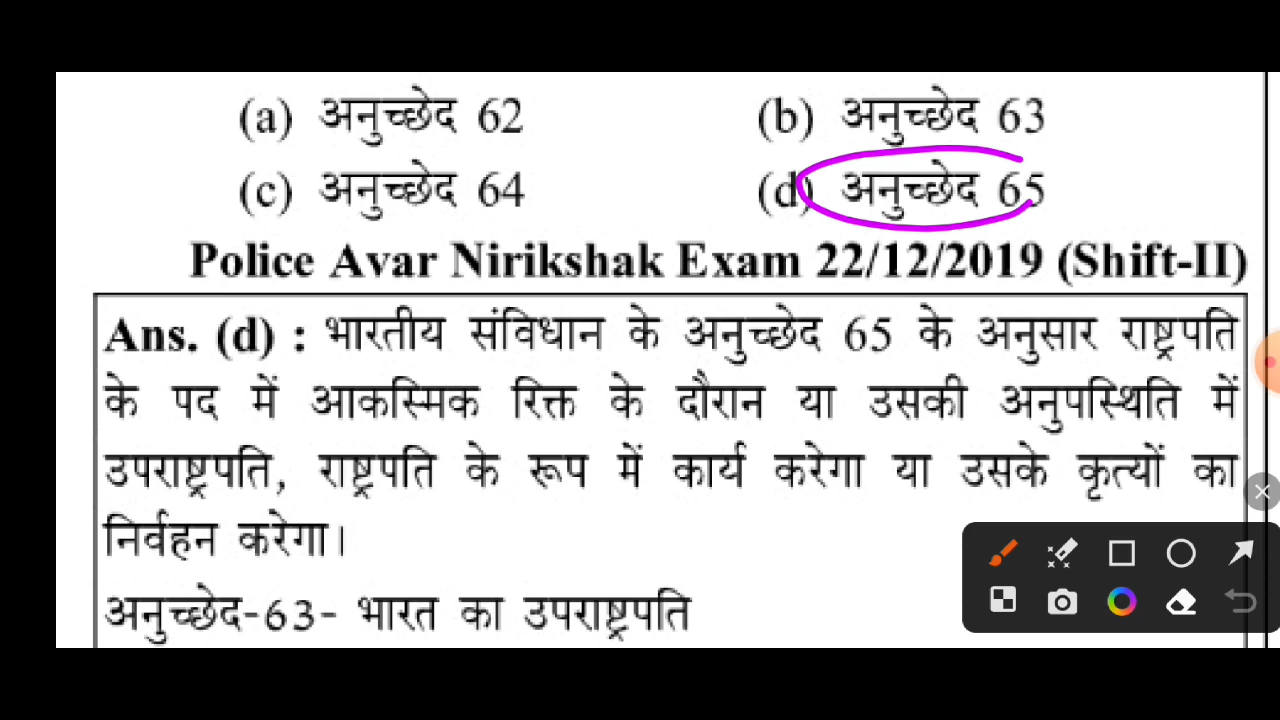 (a) अनुच्छेद 62 (b) अनुच्छेद 63
(c) अनुच्छेद 64 (d) अनुच्छेद 65
Police Avar Nirikshak Exam 22/12/2019 (Shift-II)
Ans. (d) : भारतीय संविधान के अनुच्छेद 65 के अनुसार राष्ट्रपति
के पद में आकस्मिक रिक्त के दौरान या उसकी अनुपस्थिति में
उपराष्ट्रपति, राष्ट्रपति के रूप में कार्य करेगा या उसके कृत्यों का
निर्वहन करेगा।
अनुच्छेद-63- भारत का उपराष्ट्रपति